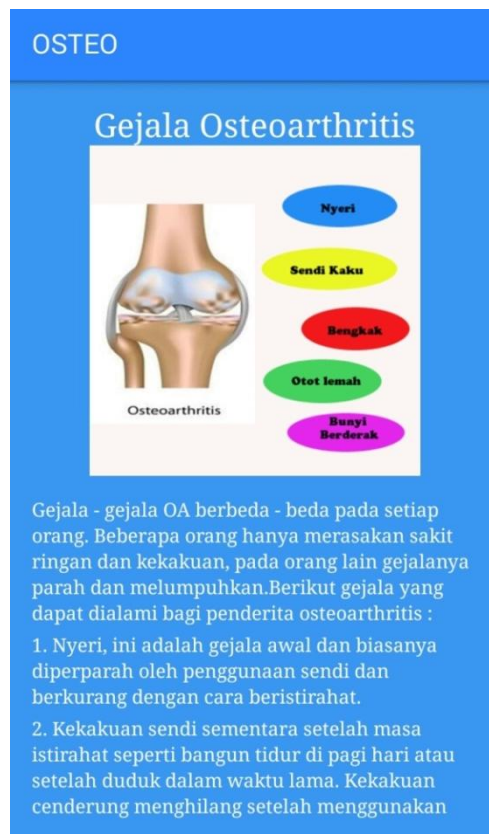 OSTEO
Gejala Osteoarthritis
Nyeri
Sendi Kaku
Bengkak
Otot lemah
Bunyi
Berderak
Osteoarthritis
Gejala - gejala OA berbeda - beda pada setiap
orang. Beberapa orang hanya merasakan sakit
ringan dan kekakuan, pada orang lain gejalanya
parah dan melumpuhkan.Berikut gejala yang
dapat dialami bagi penderita osteoarthritis :
1. Nyeri, ini adalah gejala awal dan biasanya
diperparah oleh penggunaan sendi dan
berkurang dengan cara beristirahat.
2. Kekakuan sendi sementara setelah masa
istirahat seperti bangun tidur di pagi hari atau
setelah duduk dalam waktu lama. Kekakuan
cenderung menghilang setelah menggunakan